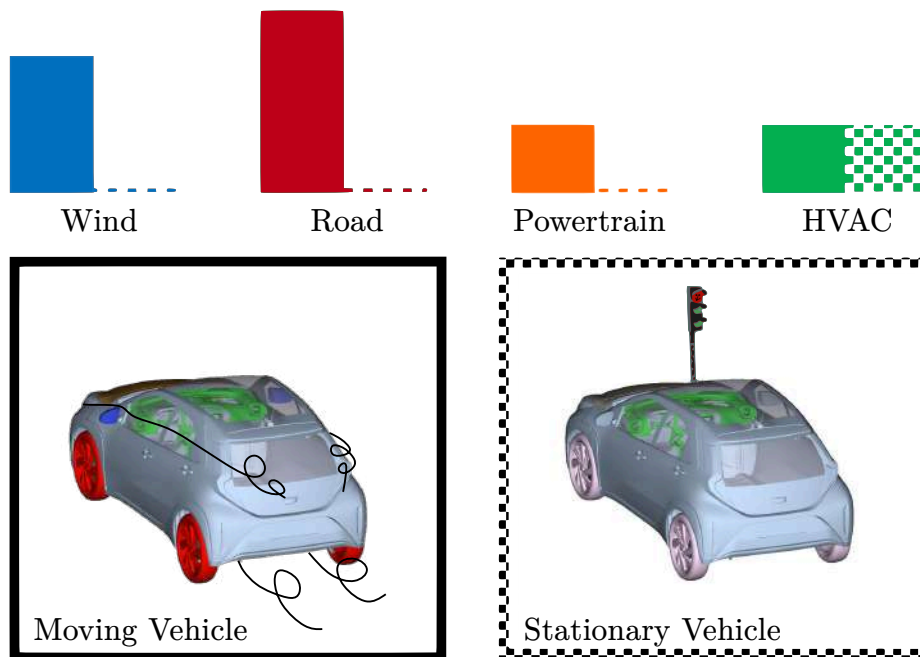 Wind
Road
Powertrain
HVAC
Moving Vehicle
Stationary Vehicle